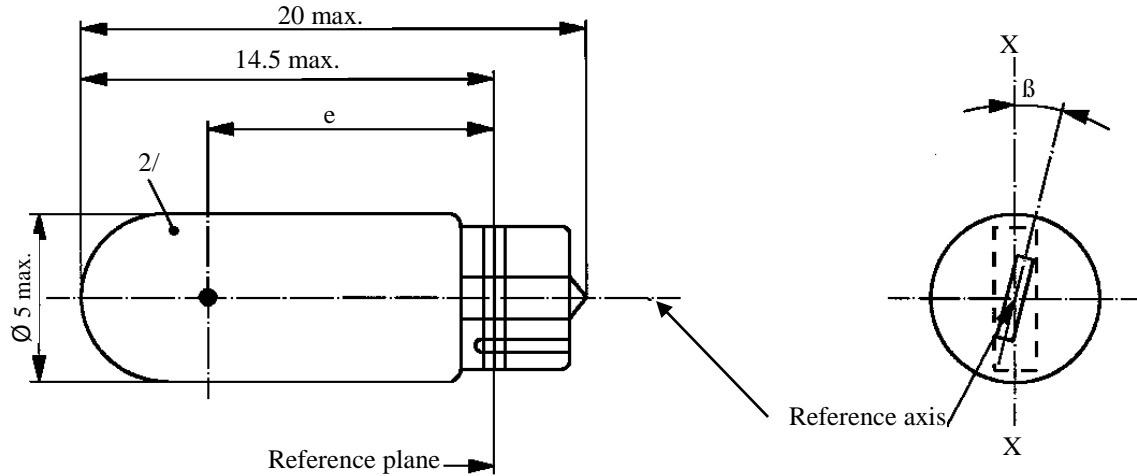 20 max.
14.5 max.
e
2/
Ø 5 max.
X
ß
Reference axis
X
Reference plane